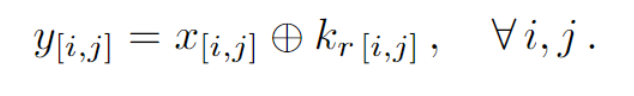 y[i,j] = x[i,j] ⊕ kr [i,j] , ∀ i, j .